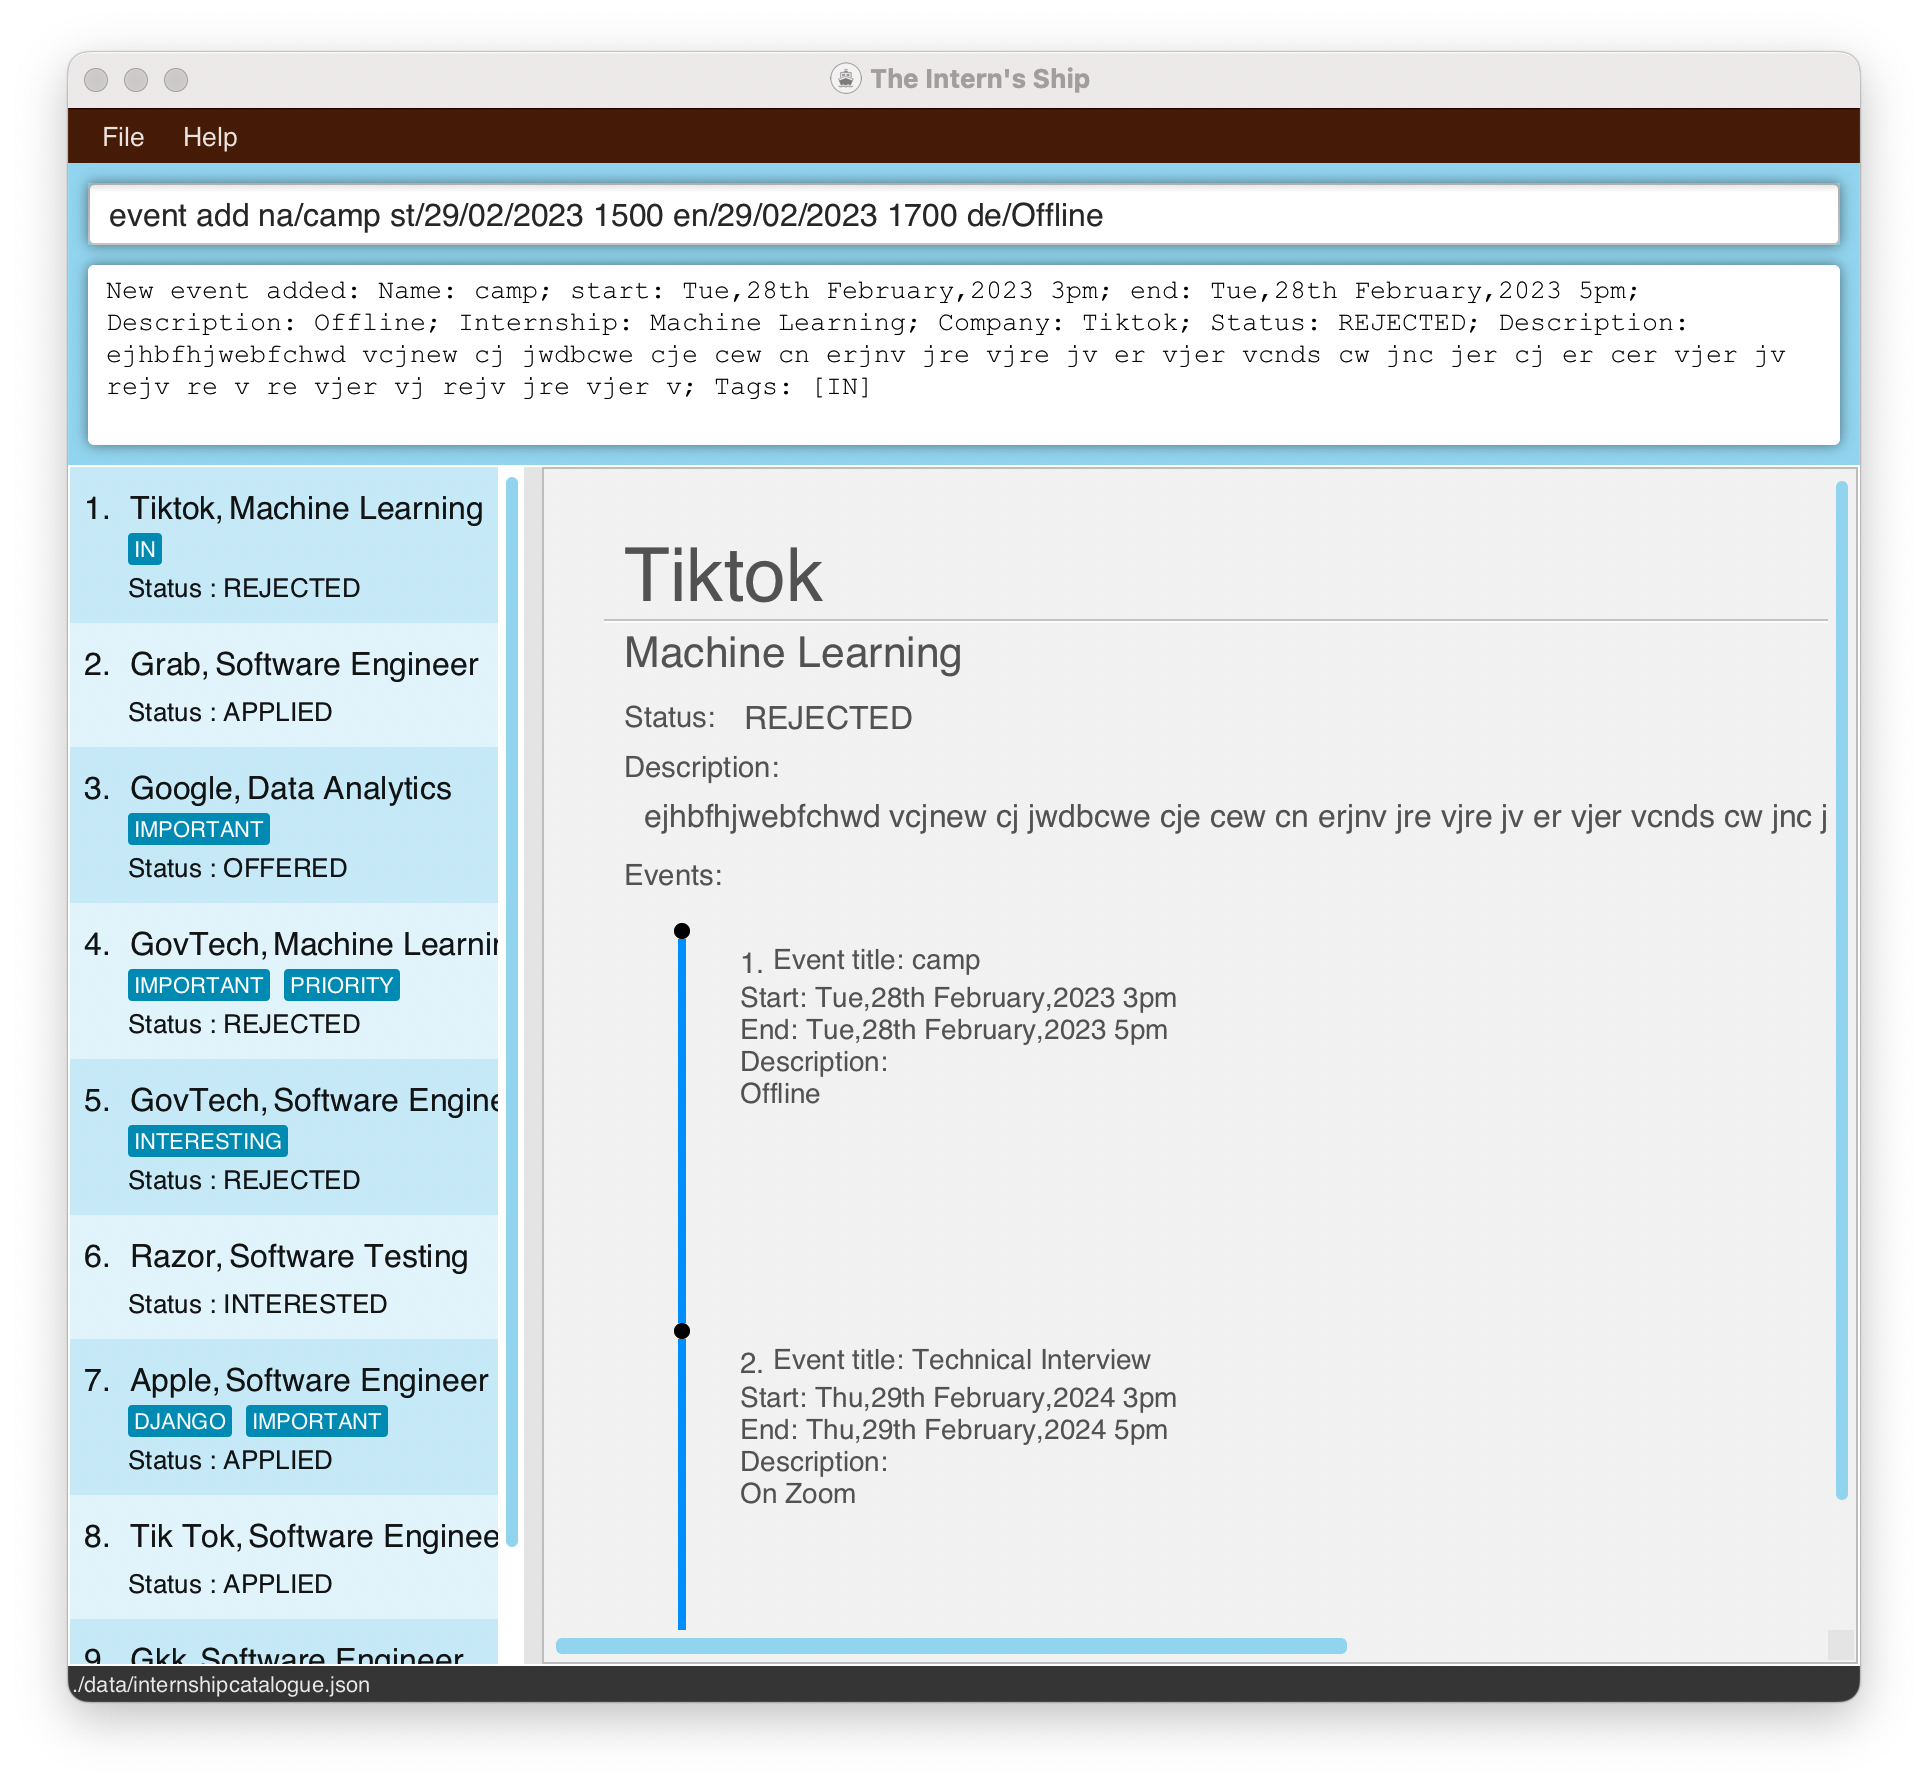 The Intern's Ship
File Help
event add na/camp st/29/02/2023 1500 en/29/02/2023 1700 de/Offline
New event added: Name: camp; start: Tue,28th February,2023 3pm; end: Tue,28th February,2023 5pm;
Description: Offline; Internship: Machine Learning; Company: Tiktok; Status: REJECTED; Description:
ejhbfhjwebfchwd vcjnew cj jwdbcwe cje cew cn erjnv jre vjre jv er vjer vcnds cw jnc jer cj er cer vjer jv
rejv re v re vjer vj rejv jre vjer v; Tags: [IN]
1. Tiktok, Machine Learning
IN
Status : REJECTED
2. Grab, Software Engineer
Status : APPLIED
3. Google, Data Analytics
IMPORTANT
Status : OFFERED
4. GovTech, Machine Learnin
IMPORTANT PRIORITY
Status : REJECTED
5. GovTech, Software Engine
INTERESTING
Status : REJECTED
6. Razor, Software Testing
Status : INTERESTED
7. Apple, Software Engineer
DJANGO IMPORTANT
Status : APPLIED
8. Tik Tok, Software Enginee
Status : APPLIED
9. Gkk, Software Engineer
Tiktok
Machine Learning
Status: REJECTED
Description:
ejhbfhjwebfchwd vcjnew cj jwdbcwe cje cew cn erjnv jre vjre jv er vjer vcnds cw jnc j
Events:
1. Event title: camp
Start: Tue,28th February,2023 3pm
End: Tue,28th February,2023 5pm
Description:
Offline
2. Event title: Technical Interview
Start: Thu,29th February,2024 3pm
End: Thu,29th February,2024 5pm
Description:
On Zoom
./data/internshipcatalogue.json